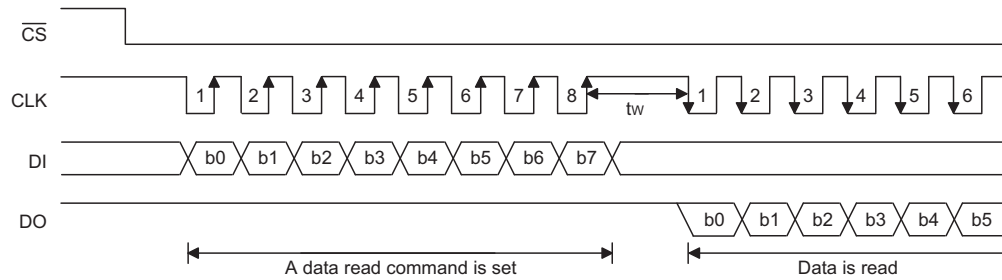 CS
CLK 1 2 3 4 5 6 7 8 tw 1 2 3 4 5 6
DI b0 b1 b2 b3 b4 b5 b6 b7
DO b0 b1 b2 b3 b4 b5
A data read command is set Data is read